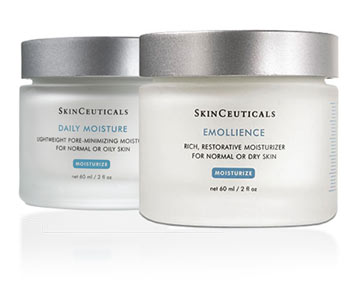 SKINCEUTICALS
DAILY MOISTURE
LIGHTWEIGHT PORE-MINIMIZING
FOR NORMAL OR OILY SKIN
MOISTURIZE
net 60 ml / 2 fl oz
SKINCEUTICALS
EMOLLIENCE
RICH, RESTORATIVE MOISTURIZER
FOR NORMAL OR DRY SKIN
MOISTURIZE
net 60 ml / 2 fl oz